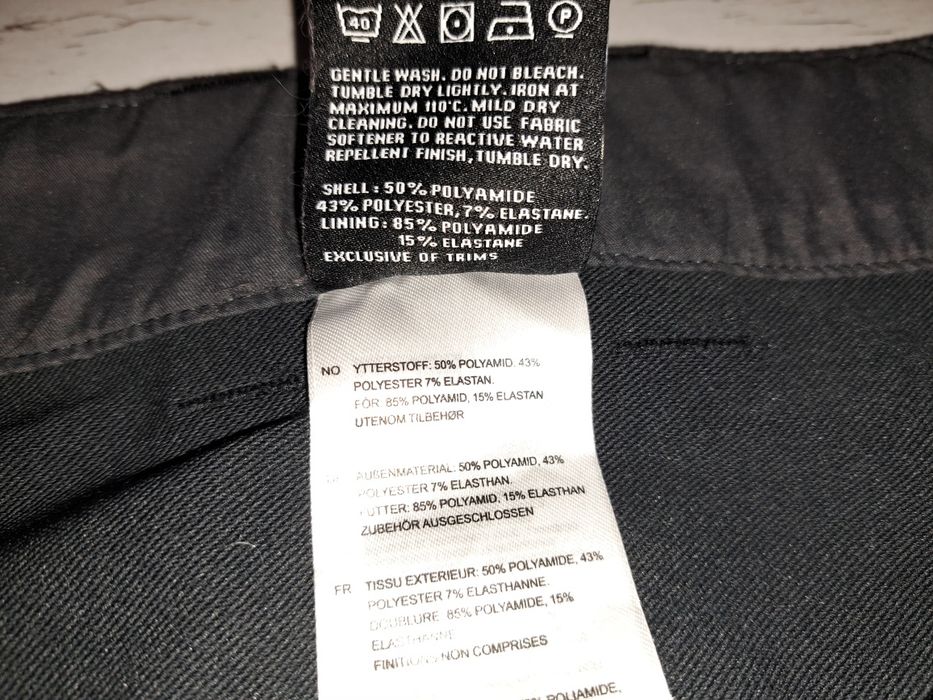 40
P
GENTLE WASH. DO NOT BLEACH.
TUMBLE DRY LIGHTLY. IRON AT
MAXIMUM 110°C. MILD DRY
CLEANING. DO NOT USE FABRIC
SOFTENER TO REACTIVE WATER
REPELLENT FINISH, TUMBLE DRY.
SHELL: 50% POLYAMIDE
43% POLYESTER, 7% ELASTANE.
LINING: 85% POLYAMIDE
15% ELASTANE
EXCLUSIVE OF TRIMS
NO YTTERSTOFF: 50% POLYAMID. 43%
POLYESTER 7% ELASTAN.
FÔR: 85% POLYAMID, 15% ELASTAN
UTENOM TILBEHØR
AUßENMATERIAL: 50% POLYAMID, 43%
POLYESTER 7% ELASTHAN.
FUTTER: 85% POLYAMID, 15% ELASTHAN
ZUBEHÖR AUSGESCHLOSSEN
FR TISSU EXTERIEUR: 50% POLYAMIDE, 43%
POLYESTER 7% ELASTHANNE.
DOUBLURE 85% POLYAMIDE, 15%
ELASTHANNE
FINITIONS NON COMPRISES
POLIAMIDE,